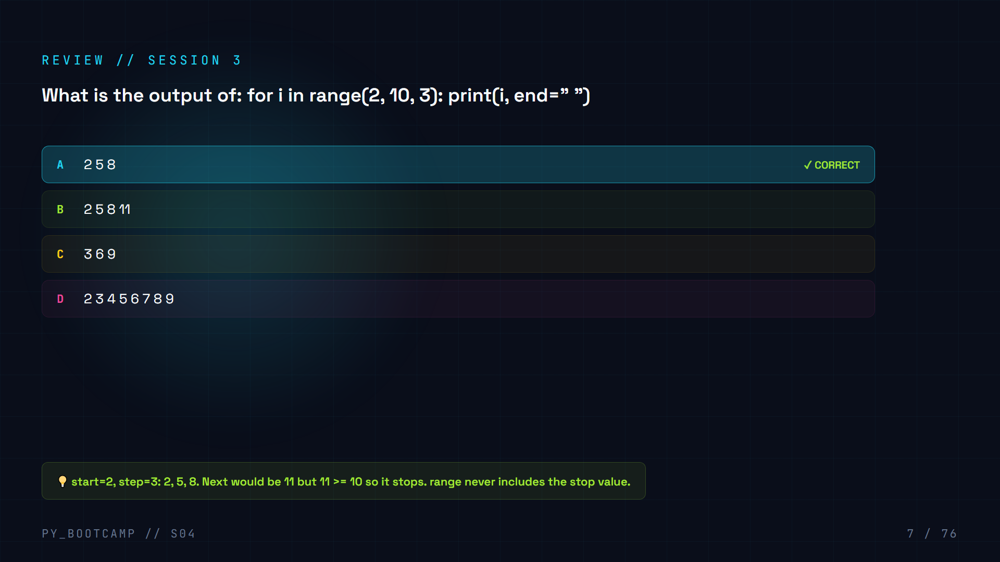 REVIEW // SESSION 3
What is the output of: for i in range(2, 10, 3): print(i, end=” ”)
A 2 5 8 ✓ CORRECT
B 2 5 8 11
C 3 6 9
D 2 3 4 5 6 7 8 9
💡 start=2, step=3: 2, 5, 8. Next would be 11 but 11 >= 10 so it stops. range never includes the stop value.
PY_BOOTCAMP // S04
7 / 76